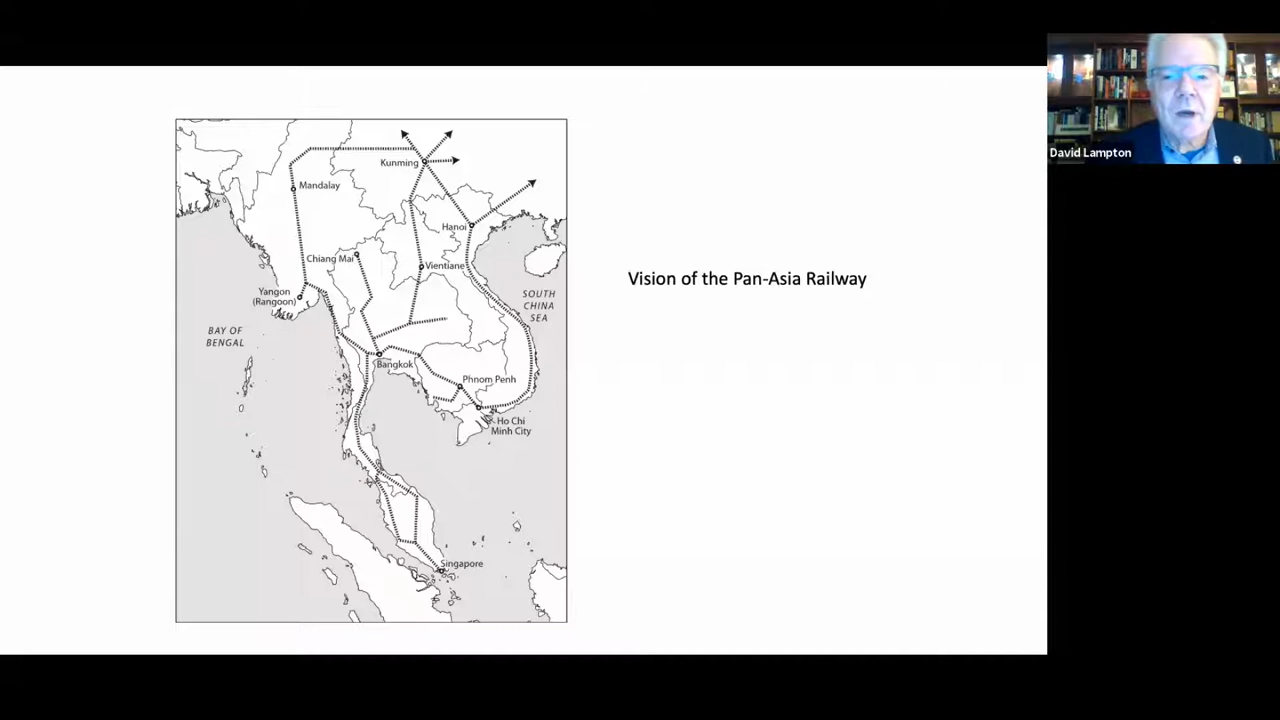 David Lampton
Kunming
Mandalay
Hanoi
Chiang Mai
Vientiane
Vision of the Pan-Asia Railway
Yangon
(Rangoon)
SOUTH
CHINA
SEA
BAY OF
BENGAL
Bangkok
Phnom Penh
Ho Chi
Minh City
Singapore